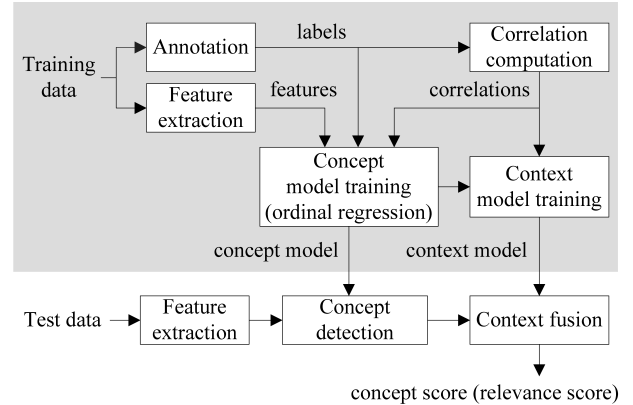 labels
Annotation
Correlation
computation
Training
data
Feature
extraction
features
correlations
Concept
model training
(ordinal regression)
Context
model training
concept model
context model
Test data
Feature
extraction
Concept
detection
Context fusion
concept score (relevance score)